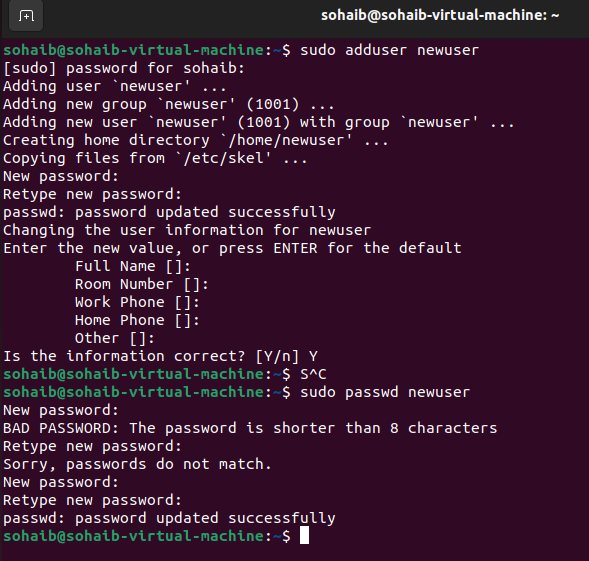 sohaib@sohaib-virtual-machine: ~
sohaib@sohaib-virtual-machine:~$ sudo adduser newuser
[sudo] password for sohaib:
Adding user `newuser' ...
Adding new group `newuser' (1001) ...
Adding new user `newuser' (1001) with group `newuser' ...
Creating home directory `/home/newuser' ...
Copying files from `/etc/skel' ...
New password:
Retype new password:
passwd: password updated successfully
Changing the user information for newuser
Enter the new value, or press ENTER for the default
        Full Name []:
        Room Number []:
        Work Phone []:
        Home Phone []:
        Other []:
Is the information correct? [Y/n] Y
sohaib@sohaib-virtual-machine:~$ S^C
sohaib@sohaib-virtual-machine:~$ sudo passwd newuser
New password:
BAD PASSWORD: The password is shorter than 8 characters
Retype new password:
Sorry, passwords do not match.
New password:
Retype new password:
passwd: password updated successfully
sohaib@sohaib-virtual-machine:~$